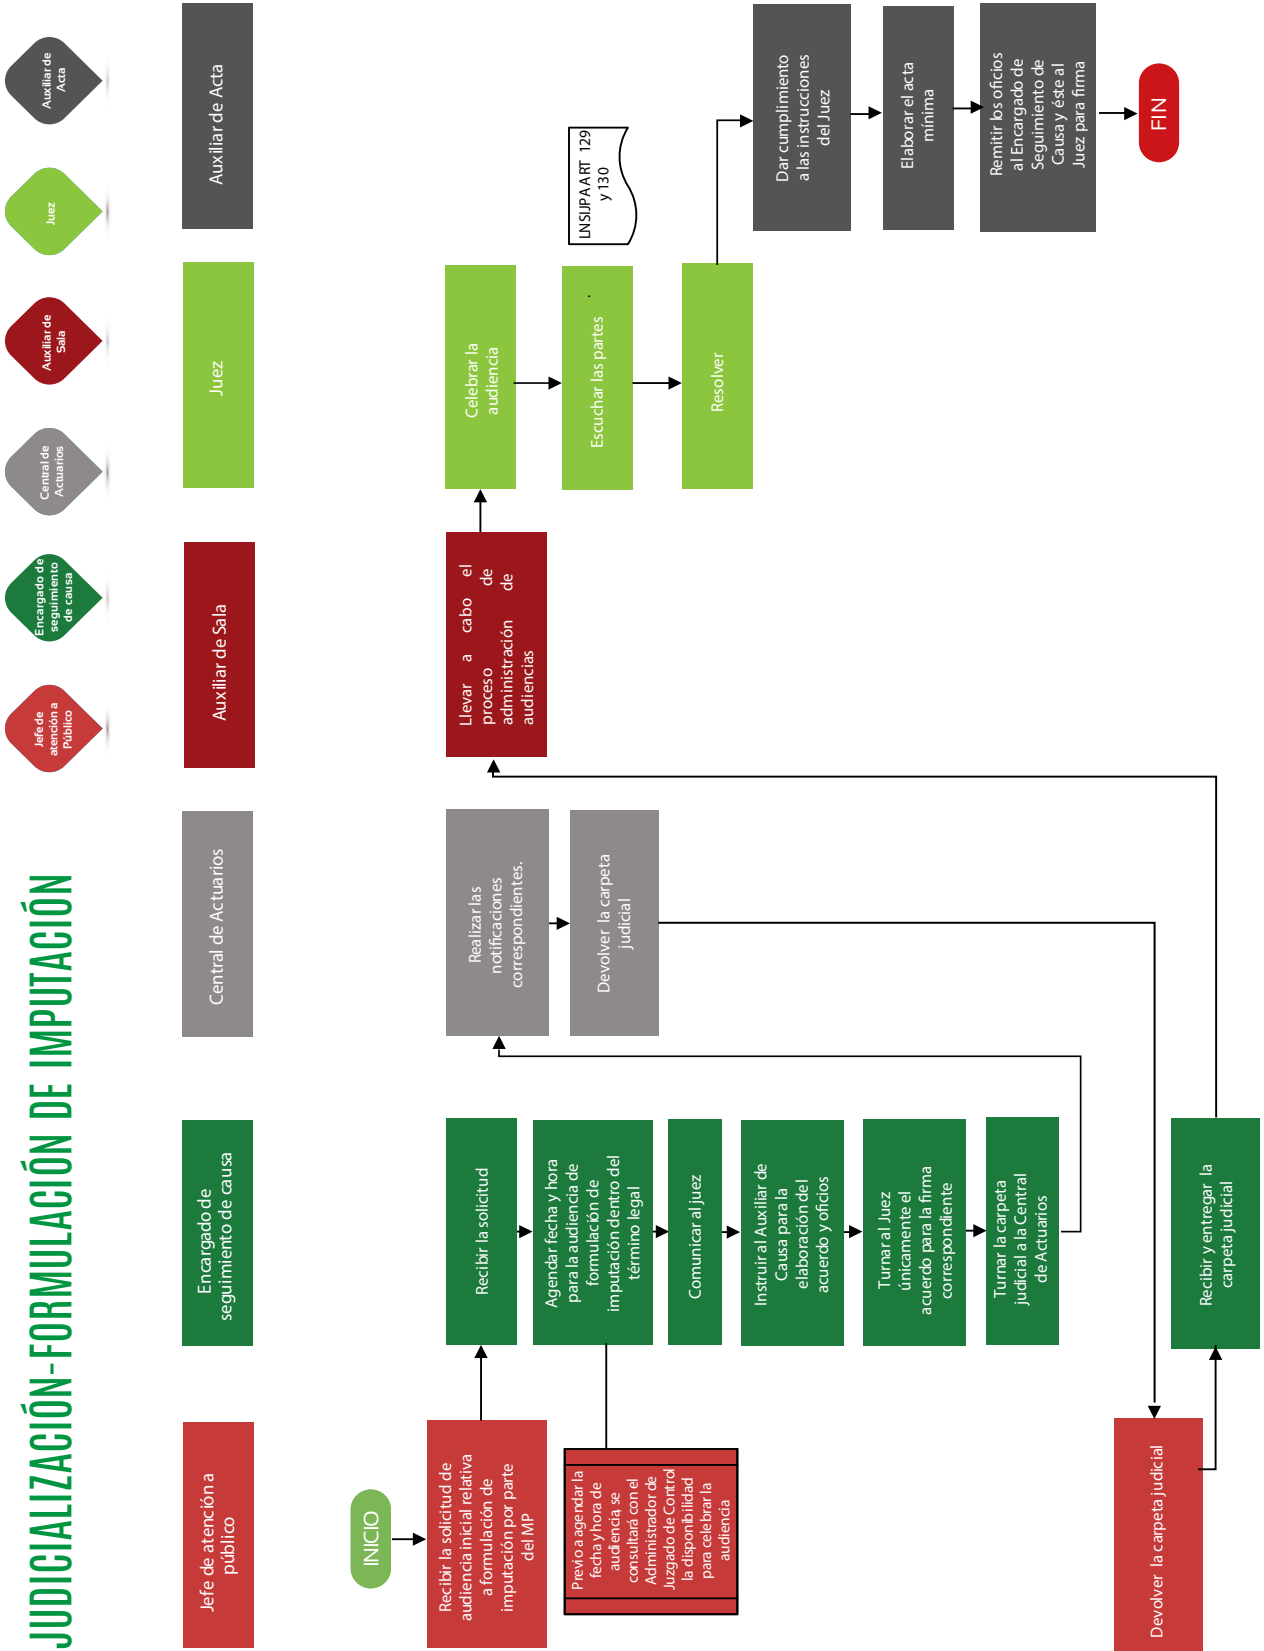 JUDICIALIZACIÓN-FORMULACIÓN DE IMPUTACIÓN
Jefe de
atención a
Público
Encargado de
seguimiento
de causa
Central de
Actuarios
Auxiliar de
Sala
Juez
Auxiliar de
Acta
Jefe de atención a
público
Encargado de
seguimiento de causa
Central de Actuarios
Auxiliar de Sala
Juez
Auxiliar de Acta
INICIO
Recibir la solicitud de
audiencia inicial relativa
a formulación de
imputación por parte
del MP
Previo a agendar la
fecha y hora de
audiencia, se
consultará con el
Administrador de
Juzgado de Control
la disponibilidad
para celebrar la
audiencia
Devolver la carpeta judicial
Recibir la solicitud
Agendar fecha y hora
para la audiencia de
formulación de
imputación dentro del
término legal
Comunicar al juez
Instruir al Auxiliar de
Causa para la
elaboración del
acuerdo y oficios
Turnar al Juez
únicamente el
acuerdo para la firma
correspondiente
Turnar la carpeta
judicial a la Central
de Actuarios
Recibir y entregar la
carpeta judicial
Realizar las
notificaciones
correspondientes.
Devolver la carpeta
judicial
Llevar a cabo el
proceso de
administración de
audiencias
Celebrar la
audiencia
Escuchar las partes
.
Resolver
LNSIJPA ART 129
y 130
Dar cumplimiento
a las instrucciones
del Juez
Elaborar el acta
mínima
Remitir los oficios
al Encargado de
Seguimiento de
Causa y éste al
Juez para firma
FIN